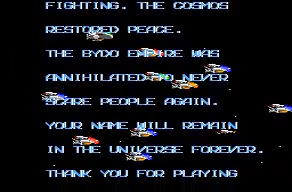 FIGHTING. THE COSMOS
RESTORED PEACE.
THE BYDO EMPIRE WAS
ANNIHILATED TO NEVER
SCARE PEOPLE AGAIN.
YOUR NAME WILL REMAIN
IN THE UNIVERSE FOREVER.
THANK YOU FOR PLAYING